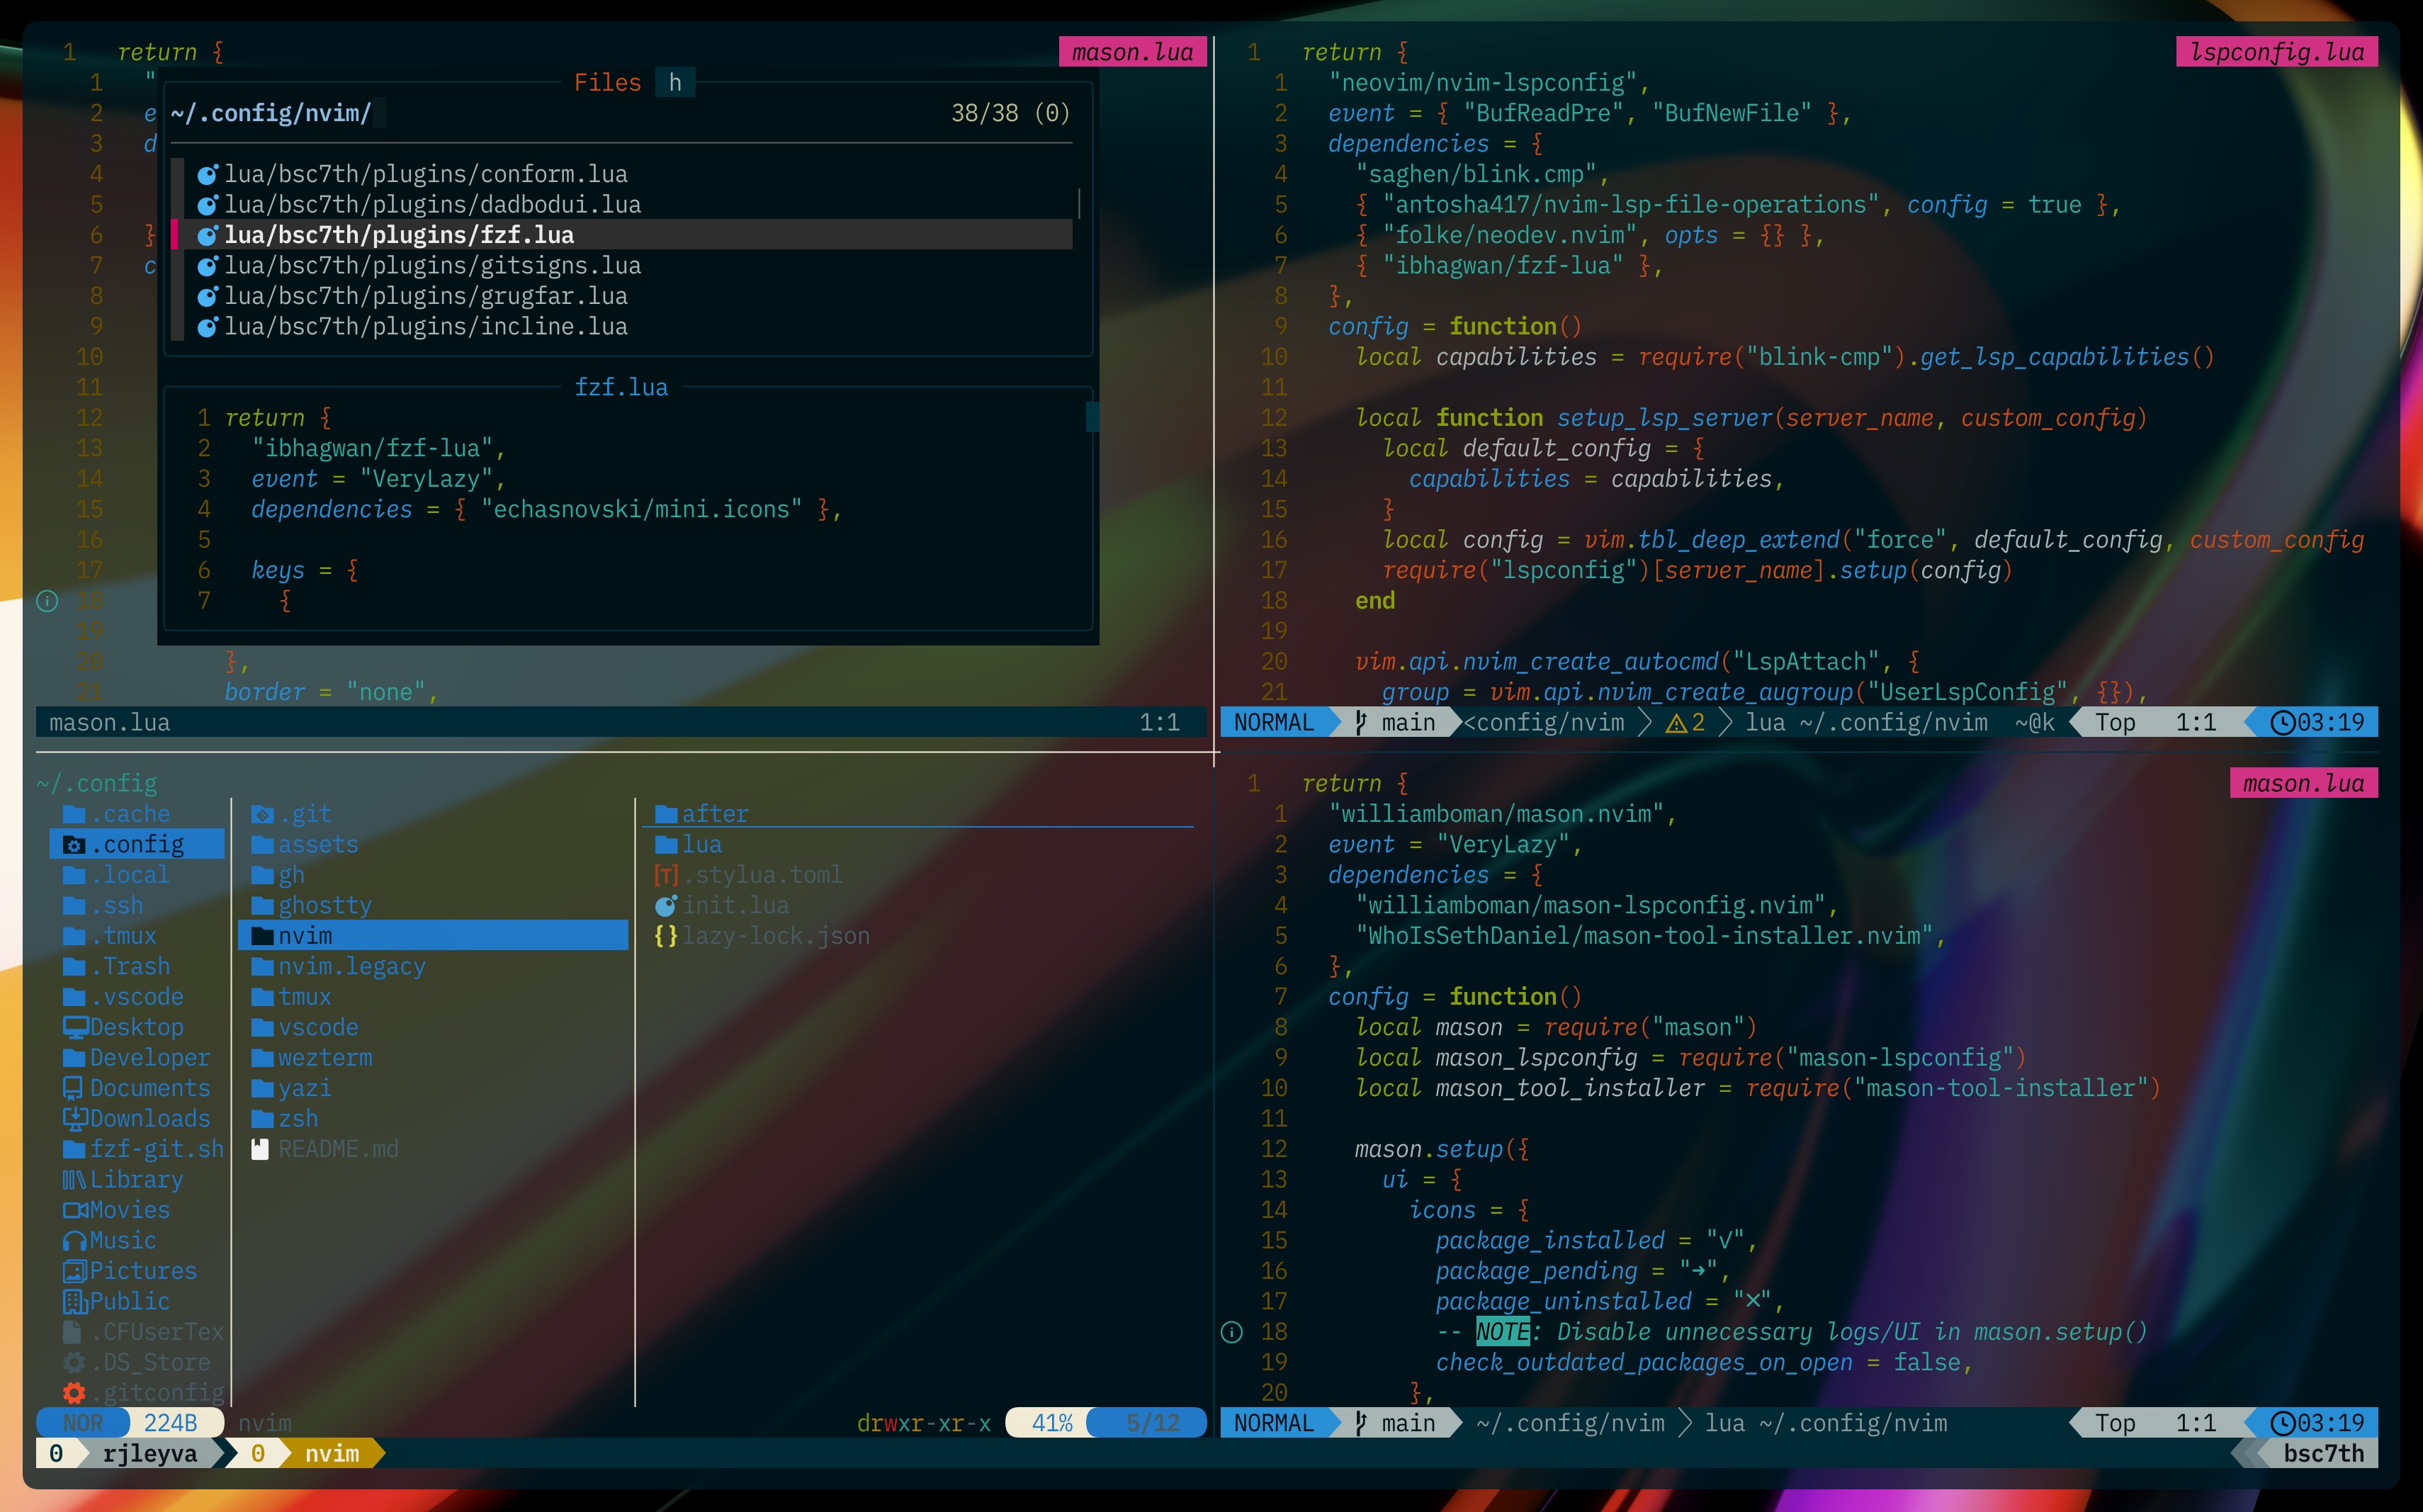 1 return { mason.lua
1 "
2 e
3 d
4
5
6 }
7 c
8
9
10
11
12
13
14
15
16
17
18
19
20 },
21 border = "none",
mason.lua 1:1
Files h
~/.config/nvim/ 38/38 (0)
lua/bsc7th/plugins/conform.lua
lua/bsc7th/plugins/dadbodui.lua
lua/bsc7th/plugins/fzf.lua
lua/bsc7th/plugins/gitsigns.lua
lua/bsc7th/plugins/grugfar.lua
lua/bsc7th/plugins/incline.lua
fzf.lua
1 return {
2 "ibhagwan/fzf-lua",
3 event = "VeryLazy",
4 dependencies = { "echasnovski/mini.icons" },
5
6 keys = {
7 {
1 return { lspconfig.lua
1 "neovim/nvim-lspconfig",
2 event = { "BufReadPre", "BufNewFile" },
3 dependencies = {
4 "saghen/blink.cmp",
5 { "antosha417/nvim-lsp-file-operations", config = true },
6 { "folke/neodev.nvim", opts = {} },
7 { "ibhagwan/fzf-lua" },
8 },
9 config = function()
10 local capabilities = require("blink-cmp").get_lsp_capabilities()
11
12 local function setup_lsp_server(server_name, custom_config)
13 local default_config = {
14 capabilities = capabilities,
15 }
16 local config = vim.tbl_deep_extend("force", default_config, custom_config
17 require("lspconfig")[server_name].setup(config)
18 end
19
20 vim.api.nvim_create_autocmd("LspAttach", {
21 group = vim.api.nvim_create_augroup("UserLspConfig", {}),
NORMAL main <config/nvim 2 lua ~/.config/nvim ~@k Top 1:1 03:19
~/.config
.cache
.config
.local
.ssh
.tmux
.Trash
.vscode
Desktop
Developer
Documents
Downloads
fzf-git.sh
Library
Movies
Music
Pictures
Public
.CFUserTex
.DS_Store
.gitconfig
.git
assets
gh
ghostty
nvim
nvim.legacy
tmux
vscode
wezterm
yazi
zsh
README.md
after
lua
[T] .stylua.toml
init.lua
{} lazy-lock.json
NOR 224B nvim drwxr-xr-x 41% 5/12
1 return { mason.lua
1 "williamboman/mason.nvim",
2 event = "VeryLazy",
3 dependencies = {
4 "williamboman/mason-lspconfig.nvim",
5 "WhoIsSethDaniel/mason-tool-installer.nvim",
6 },
7 config = function()
8 local mason = require("mason")
9 local mason_lspconfig = require("mason-lspconfig")
10 local mason_tool_installer = require("mason-tool-installer")
11
12 mason.setup({
13 ui = {
14 icons = {
15 package_installed = "√",
16 package_pending = "➜",
17 package_uninstalled = "✕",
18 -- NOTE: Disable unnecessary logs/UI in mason.setup()
19 check_outdated_packages_on_open = false,
20 },
NORMAL main ~/.config/nvim lua ~/.config/nvim Top 1:1 03:19
0 rjleyva 0 nvim bsc7th